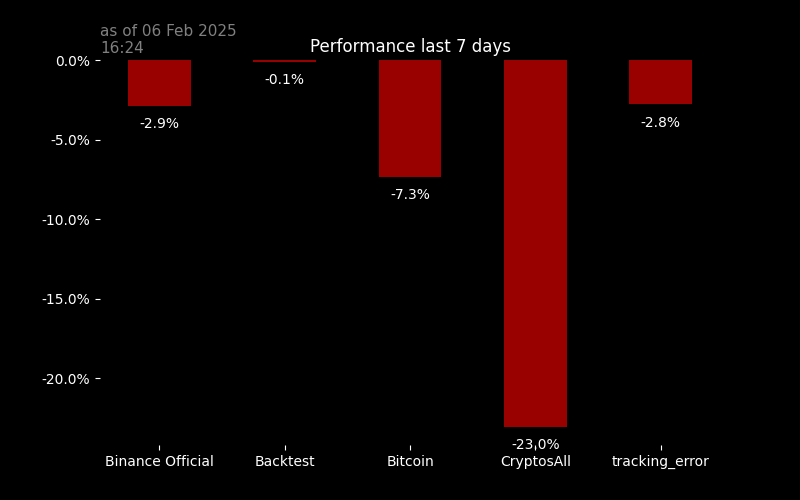 as of 06 Feb 2025
16:24
Performance last 7 days
0.0%
-5.0%
-10.0%
-15.0%
-20.0%
-2.9%
-0.1%
-7.3%
-23.0%
-2.8%
Binance Official
Backtest
Bitcoin
CryptosAll
tracking_error